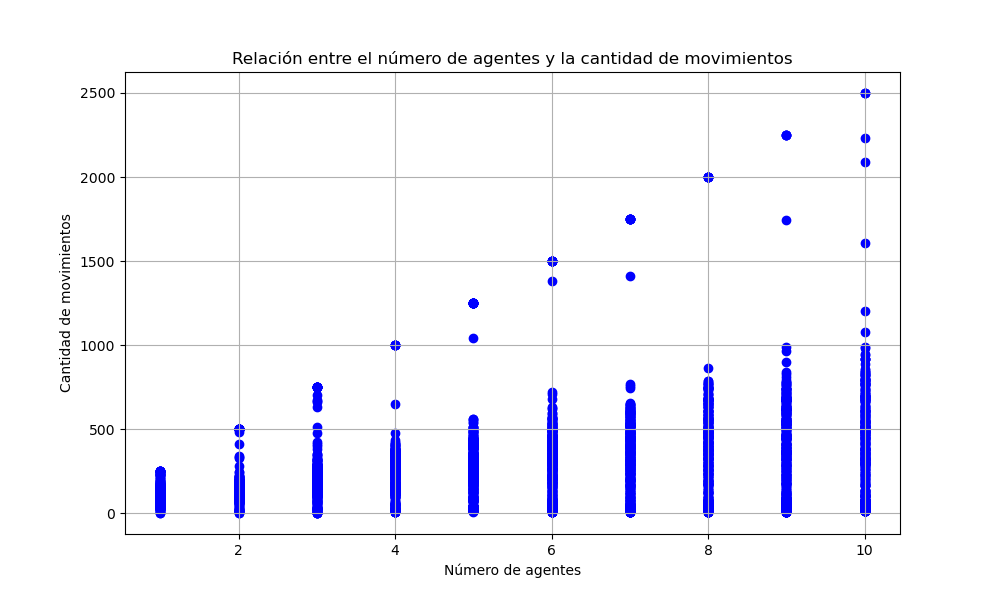 Relación entre el número de agentes y la cantidad de movimientos
2500
2000
1500
1000
500
0
Cantidad de movimientos
2 4 6 8 10
Número de agentes